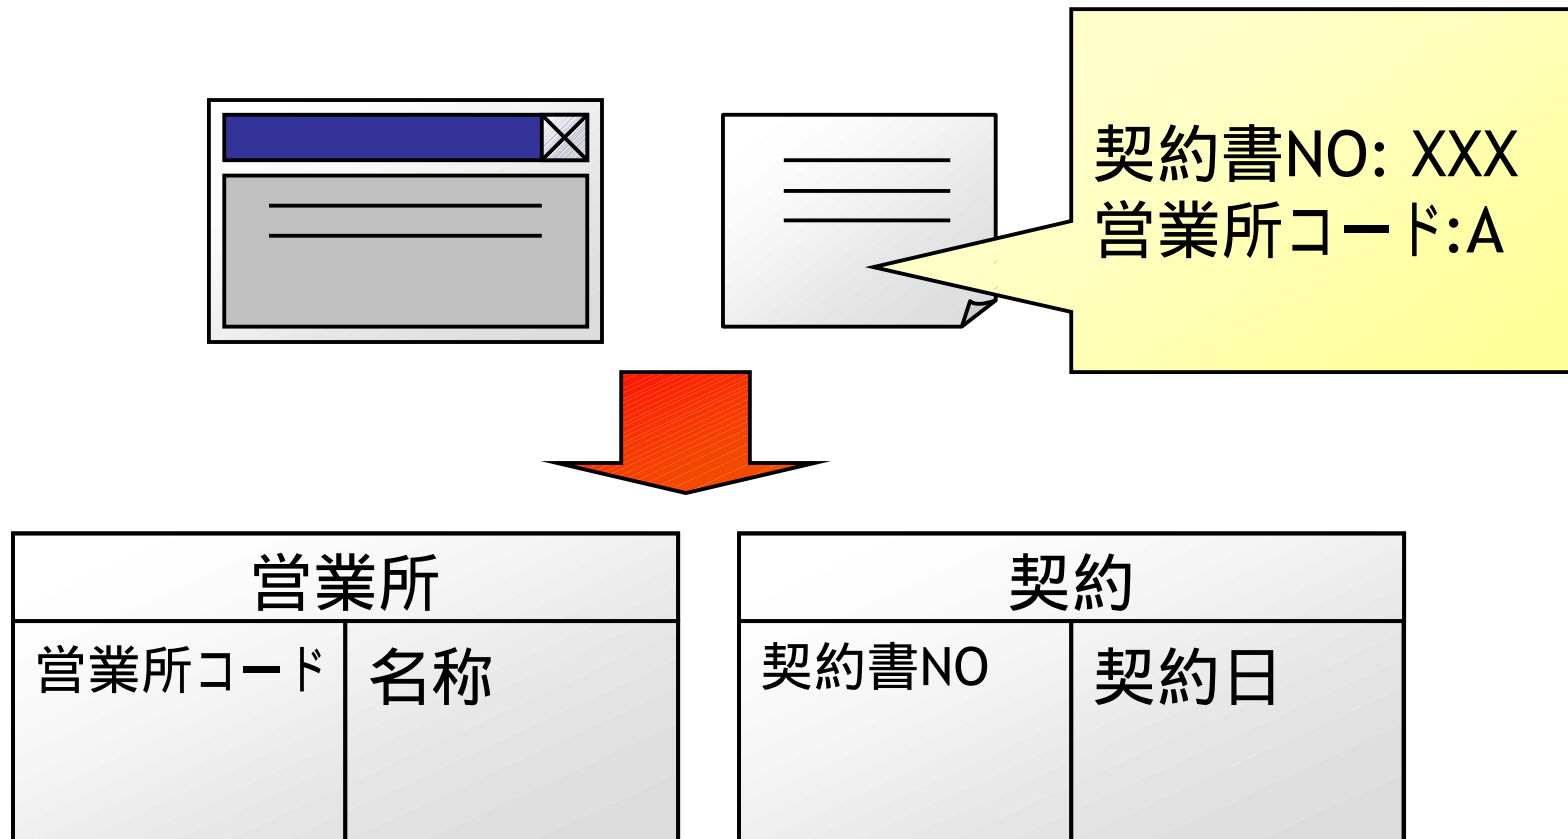 契約書NO: XXX
営業所コード:A
営業所
営業所コード
名称
契約
契約書NO
契約日